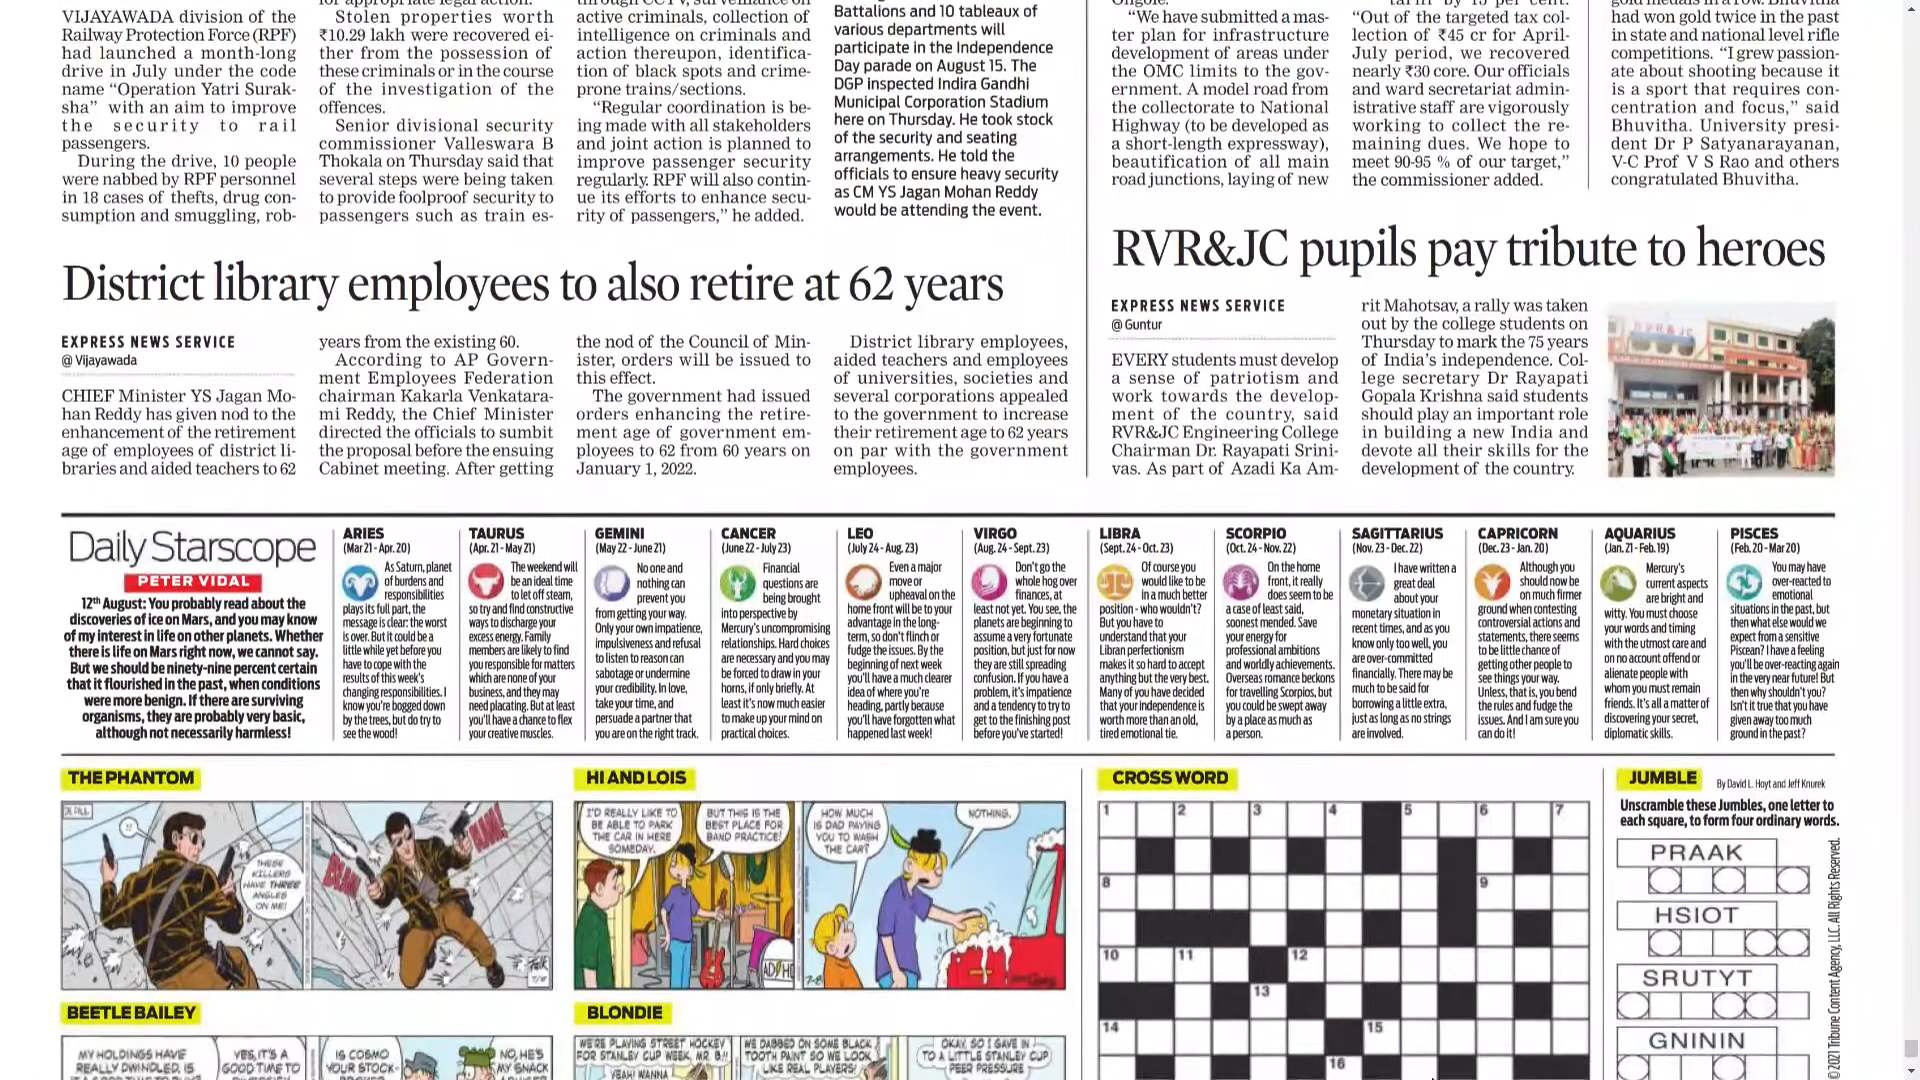 VIJAYAWADA division of the
Railway Protection Force (RPF)
had launched a month-long
drive in July under the code
name “Operation Yatri Surak-
sha” with an aim to improve
the security to rail
passengers.
During the drive, 10 people
were nabbed by RPF personnel
in 18 cases of thefts, drug con-
sumption and smuggling, rob-
Stolen properties worth
₹10.29 lakh were recovered ei-
ther from the possession of
these criminals or in the course
of the investigation of the
offences.
Senior divisional security
commissioner Valleswara B
Thokala on Thursday said that
several steps were being taken
to provide foolproof security to
passengers such as train es-
active criminals, collection of
intelligence on criminals and
action thereupon, identifica-
tion of black spots and crime-
prone trains/sections.
“Regular coordination is be-
ing made with all stakeholders
and joint action is planned to
improve passenger security
regularly. RPF will also contin-
ue its efforts to enhance secu-
rity of passengers,” he added.
Battalions and 10 tableaux of
various departments will
participate in the Independence
Day parade on August 15. The
DGP inspected Indira Gandhi
Municipal Corporation Stadium
here on Thursday. He took stock
of the security and seating
arrangements. He told the
officials to ensure heavy security
as CM YS Jagan Mohan Reddy
would be attending the event.
“We have submitted a mas-
ter plan for infrastructure
development of areas under
the OMC limits to the gov-
ernment. A model road from
the collectorate to National
Highway (to be developed as
a short-length expressway),
beautification of all main
road junctions, laying of new
“Out of the targeted tax col-
lection of ₹45 cr for April-
July period, we recovered
nearly ₹30 core. Our officials
and ward secretariat admin-
istrative staff are vigorously
working to collect the re-
maining dues. We hope to
meet 90-95 % of our target,”
the commissioner added.
had won gold twice in the past
in state and national level rifle
competitions. “I grew passion-
ate about shooting because it
is a sport that requires con-
centration and focus,” said
Bhuvitha. University presi-
dent Dr P Satyanarayanan,
V-C Prof V S Rao and others
congratulated Bhuvitha.
District library employees to also retire at 62 years
EXPRESS NEWS SERVICE
@ Vijayawada
CHIEF Minister YS Jagan Mo-
han Reddy has given nod to the
enhancement of the retirement
age of employees of district li-
braries and aided teachers to 62
years from the existing 60.
According to AP Govern-
ment Employees Federation
chairman Kakarla Venkatara-
mi Reddy, the Chief Minister
directed the officials to sumbit
the proposal before the ensuing
Cabinet meeting. After getting
the nod of the Council of Min-
ister, orders will be issued to
this effect.
The government had issued
orders enhancing the retire-
ment age of government em-
ployees to 62 from 60 years on
January 1, 2022.
District library employees,
aided teachers and employees
of universities, societies and
several corporations appealed
to the government to increase
their retirement age to 62 years
on par with the government
employees.
RVR&JC pupils pay tribute to heroes
EXPRESS NEWS SERVICE
@ Guntur
EVERY students must develop
a sense of patriotism and
work towards the develop-
ment of the country, said
RVR&JC Engineering College
Chairman Dr. Rayapati Srini-
vas. As part of Azadi Ka Am-
rit Mahotsav, a rally was taken
out by the college students on
Thursday to mark the 75 years
of India’s independence. Col-
lege secretary Dr Rayapati
Gopala Krishna said students
should play an important role
in building a new India and
devote all their skills for the
development of the country.
RVR & JC
Daily Starscope
PETER VIDAL
12th August: You probably read about the
discoveries of ice on Mars, and you may know
of my interest in life on other planets. Whether
there is life on Mars right now, we cannot say.
But we should be ninety-nine percent certain
that it flourished in the past, when conditions
were more benign. If there are surviving
organisms, they are probably very basic,
although not necessarily harmless!
ARIES
(Mar 21 - Apr. 20)
As Saturn, planet
of burdens and
responsibilities
plays its full part, the
message is clear: the worst
is over. But it could be a
little while yet before you
have to cope with the
results of this week’s
changing responsibilities. I
know you’re bogged down
by the trees, but do try to
see the wood!
TAURUS
(Apr. 21 - May 21)
The weekend will
be an ideal time
to let off steam,
so try and find constructive
ways to discharge your
excess energy. Family
members are likely to find
you responsible for matters
which are none of your
business, and they may
need placating. But at least
you’ll have a chance to flex
your creative muscles.
GEMINI
(May 22 - June 21)
No one and
nothing can
prevent you
from getting your way.
Only your own impatience,
impulsiveness and refusal
to listen to reason can
sabotage or undermine
your credibility. In love,
take your time, and
persuade a partner that
you are on the right track.
CANCER
(June 22 - July 23)
Financial
questions are
being brought
into perspective by
Mercury’s uncompromising
relationships. Hard choices
are necessary and you may
be forced to draw in your
horns, if only briefly. At
least it’s now much easier
to make up your mind on
practical choices.
LEO
(July 24 - Aug. 23)
Even a major
move or
upheaval on the
home front will be to your
advantage in the long-
term, so don’t flinch or
fudge the issues. By the
beginning of next week
you’ll have a much clearer
idea of where you’re
heading, partly because
you’ll have forgotten what
happened last week!
VIRGO
(Aug. 24 - Sept. 23)
Don’t go the
whole hog over
finances, at
least not yet. You see, the
planets are beginning to
assume a very fortunate
position, but just for now
they are still spreading
confusion. If you have a
problem, it’s impatience
and a tendency to try to
get to the finishing post
before you’ve started!
LIBRA
(Sept. 24 - Oct. 23)
Of course you
would like to be
in a much better
position - who wouldn’t?
But you have to
understand that your
Libran perfectionism
makes it so hard to accept
anything but the very best.
Many of you have decided
that your independence is
worth more than an old,
tired emotional tie.
SCORPIO
(Oct. 24 - Nov. 22)
On the home
front, it really
does seem to be
a case of least said,
soonest mended. Save
your energy for
professional ambitions
and worldly achievements.
Overseas romance beckons
for travelling Scorpios, but
you could be swept away
by a place as much as
a person.
SAGITTARIUS
(Nov. 23 - Dec. 22)
I have written a
great deal
about your
monetary situation in
recent times, and as you
know only too well, you
are over-committed
financially. There may be
much to be said for
borrowing a little extra,
just as long as no strings
are involved.
CAPRICORN
(Dec. 23 - Jan. 20)
Although you
should now be
on much firmer
ground when contesting
controversial actions and
statements, there seems
to be little chance of
getting other people to
see things your way.
Unless, that is, you bend
the rules and fudge the
issues. And I am sure you
can do it!
AQUARIUS
(Jan. 21 - Feb. 19)
Mercury’s
current aspects
are bright and
witty. You must choose
your words and timing
with the utmost care and
on no account offend or
alienate people with
whom you must remain
friends. It’s all a matter of
discovering your secret,
diplomatic skills.
PISCES
(Feb. 20 - Mar 20)
You may have
over-reacted to
emotional
situations in the past, but
then what else would we
expect from a sensitive
Piscean? I have a feeling
you’ll be over-reacting again
in the very near future! But
then why shouldn’t you?
Isn’t it true that you have
given away too much
ground in the past?
THE PHANTOM
THESE
KILLERS
HAVE THREE
ANGLES
ON ME!
BLAM!
BLAM!
HI AND LOIS
I’D REALLY LIKE TO
BE ABLE TO PARK
THE CAR IN HERE
SOMEDAY.
BUT THIS IS THE
BEST PLACE FOR
BAND PRACTICE!
HOW MUCH
IS DAD PAYING
YOU TO WASH
THE CAR?
NOTHING.
CROSS WORD
1 2 3 4 5 6 7
8 9
10 11 12
13
14 15
16
JUMBLE
By David L. Hoyt and Jeff Knurek
Unscramble these Jumbles, one letter to
each square, to form four ordinary words.
PRAAK
HSIOT
SRUTYT
GNININ
© 2021 Tribune Content Agency, LLC. All Rights Reserved.
BEETLE BAILEY
MY HOLDINGS HAVE
REALLY DWINDLED, IS
YES, IT’S A
GOOD TIME TO
IS COSMO
YOUR STOCK-
NO, HE’S
MY SNACK
BLONDIE
WE’RE PLAYING STREET HOCKEY
FOR STANLEY CUP WEEK, MR. B.!!
YEAH! WANNA
WE DABBED ON SOME BLACK
TOOTH PAINT SO WE LOOK
LIKE REAL PLAYERS!
OKAY, SO I GAVE IN
TO A LITTLE STANLEY CUP
PEER PRESSURE